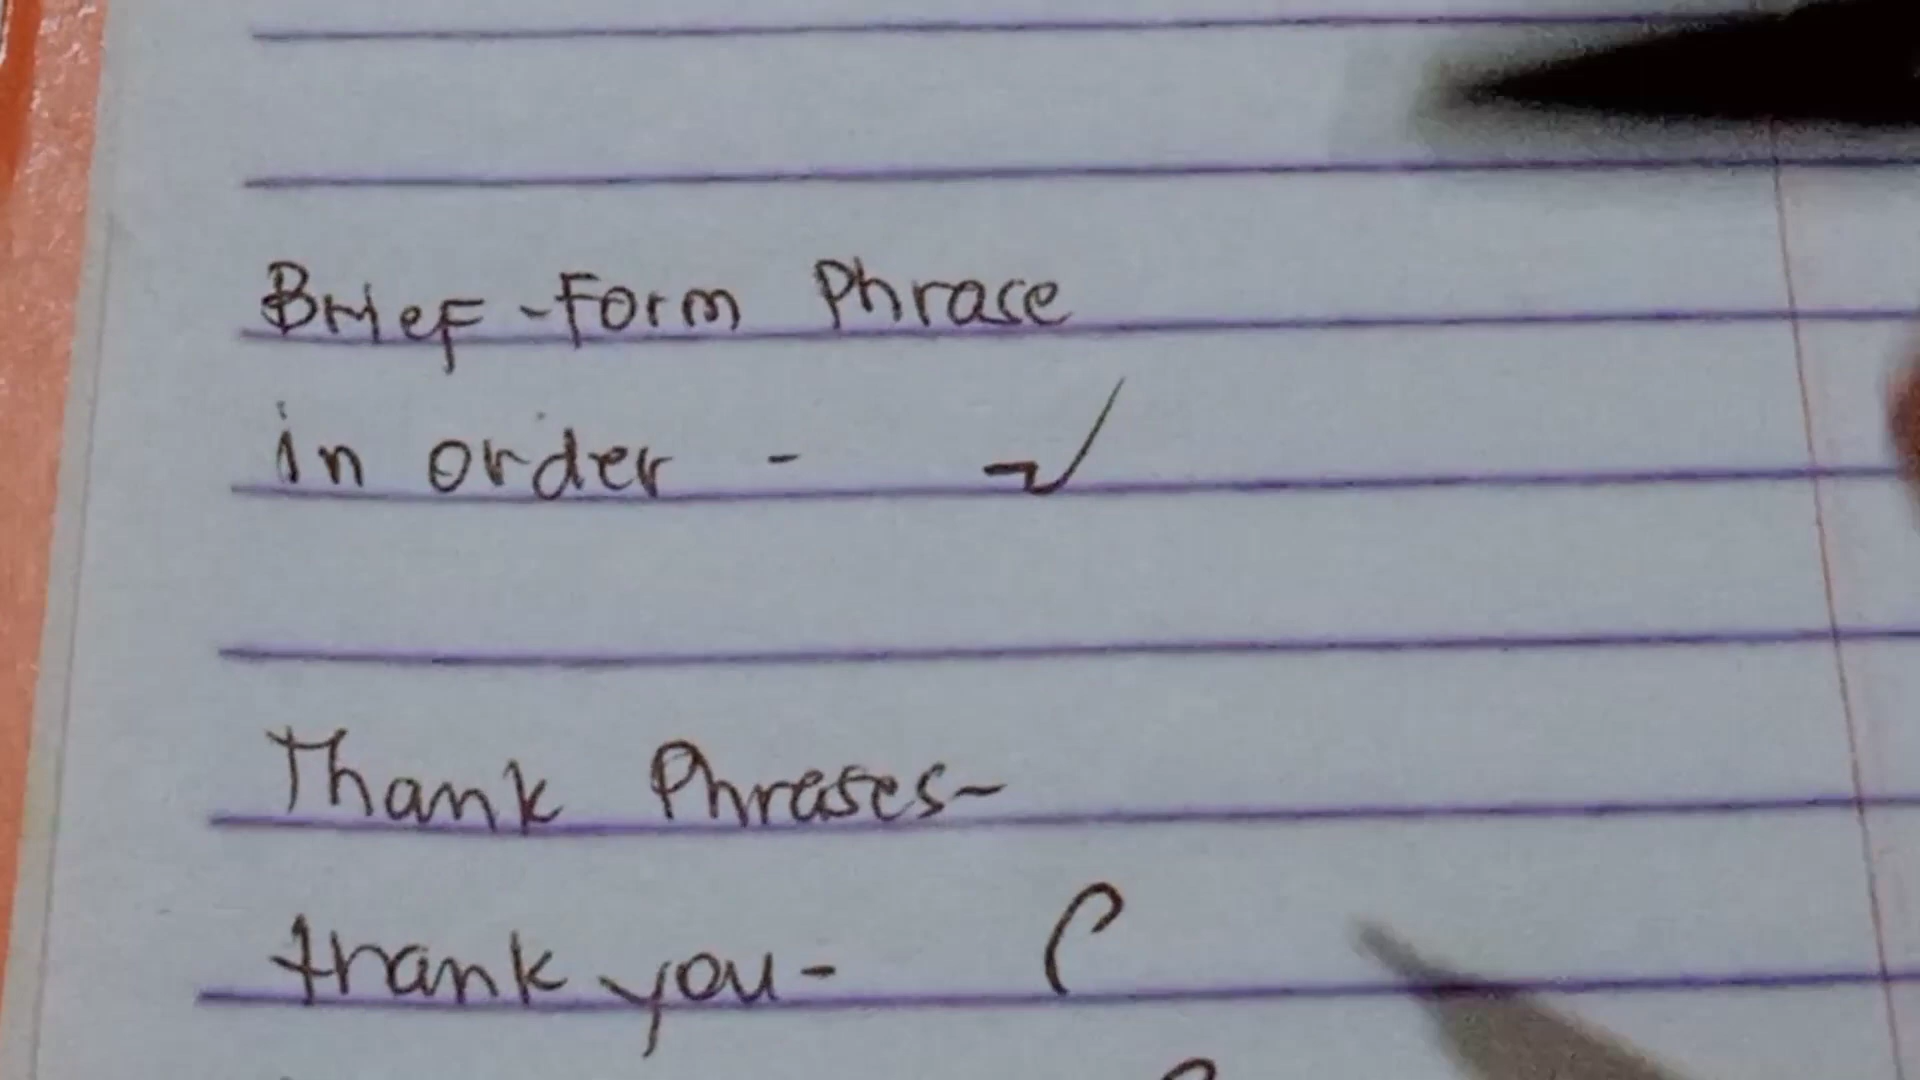 Brief-Form Phrase
in order -
Thank Phrases-
thank you-